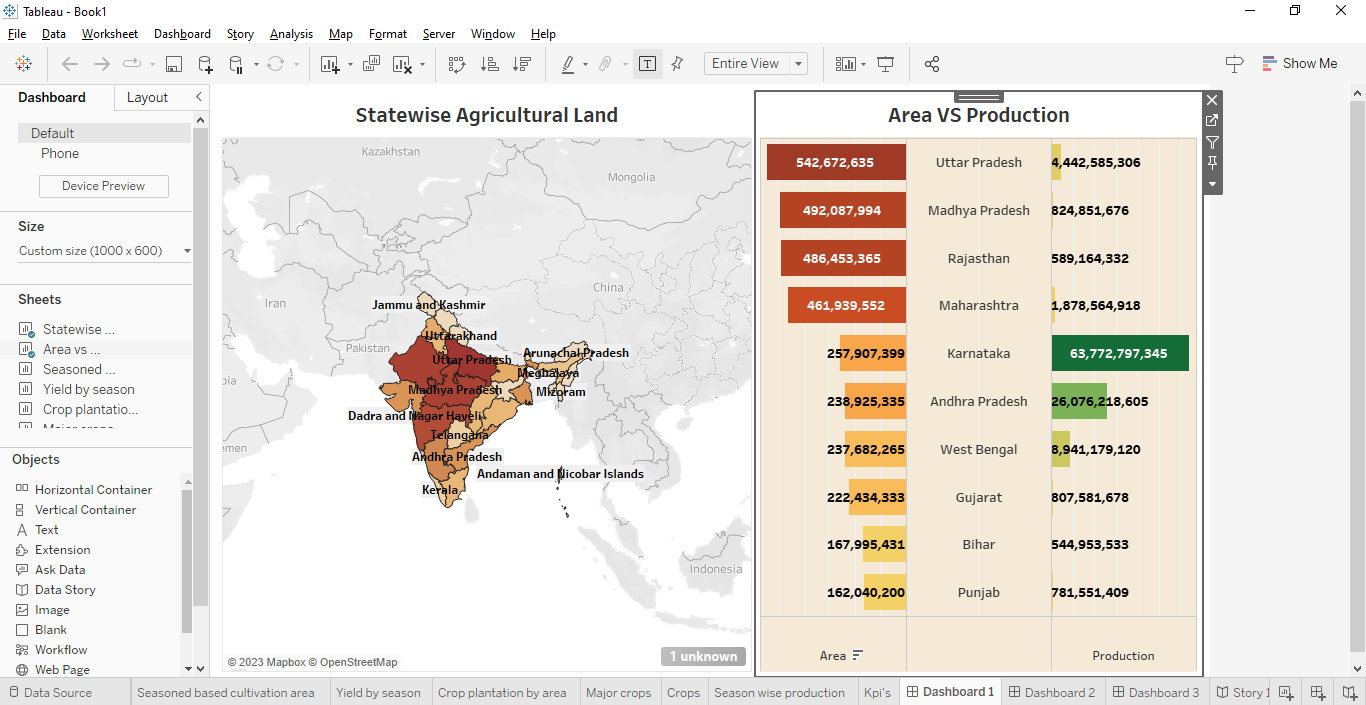 Tableau - Book1
File Data Worksheet Dashboard Story Analysis Map Format Server Window Help
Entire View
Show Me
Dashboard
Layout
Default
Phone
Device Preview
Size
Custom size (1000 x 600)
Sheets
Statewise ...
Area vs ...
Seasoned ...
Yield by season
Crop plantatio...
Major crops
Objects
Horizontal Container
Vertical Container
Text
Extension
Ask Data
Data Story
Image
Blank
Workflow
Web Page
Statewise Agricultural Land
Kazakhstan
Mongolia
China
Iran
Pakistan
Indonesia
Jammu and Kashmir
Uttarakhand
Uttar Pradesh
Arunachal Pradesh
Meghalaya
Madhya Pradesh
Mizoram
Dadra and Nagar Haveli
Telangana
Andhra Pradesh
Andaman and Nicobar Islands
Kerala
© 2023 Mapbox © OpenStreetMap
1 unknown
Area VS Production
542,672,635 Uttar Pradesh 4,442,585,306
492,087,994 Madhya Pradesh 824,851,676
486,453,365 Rajasthan 589,164,332
461,939,552 Maharashtra 1,878,564,918
257,907,399 Karnataka 63,772,797,345
238,925,335 Andhra Pradesh 26,076,218,605
237,682,265 West Bengal 8,941,179,120
222,434,333 Gujarat 807,581,678
167,995,431 Bihar 544,953,533
162,040,200 Punjab 781,551,409
Area Production
Data Source Seasoned based cultivation area Yield by season Crop plantation by area Major crops Crops Season wise production Kpi's Dashboard 1 Dashboard 2 Dashboard 3 Story 1